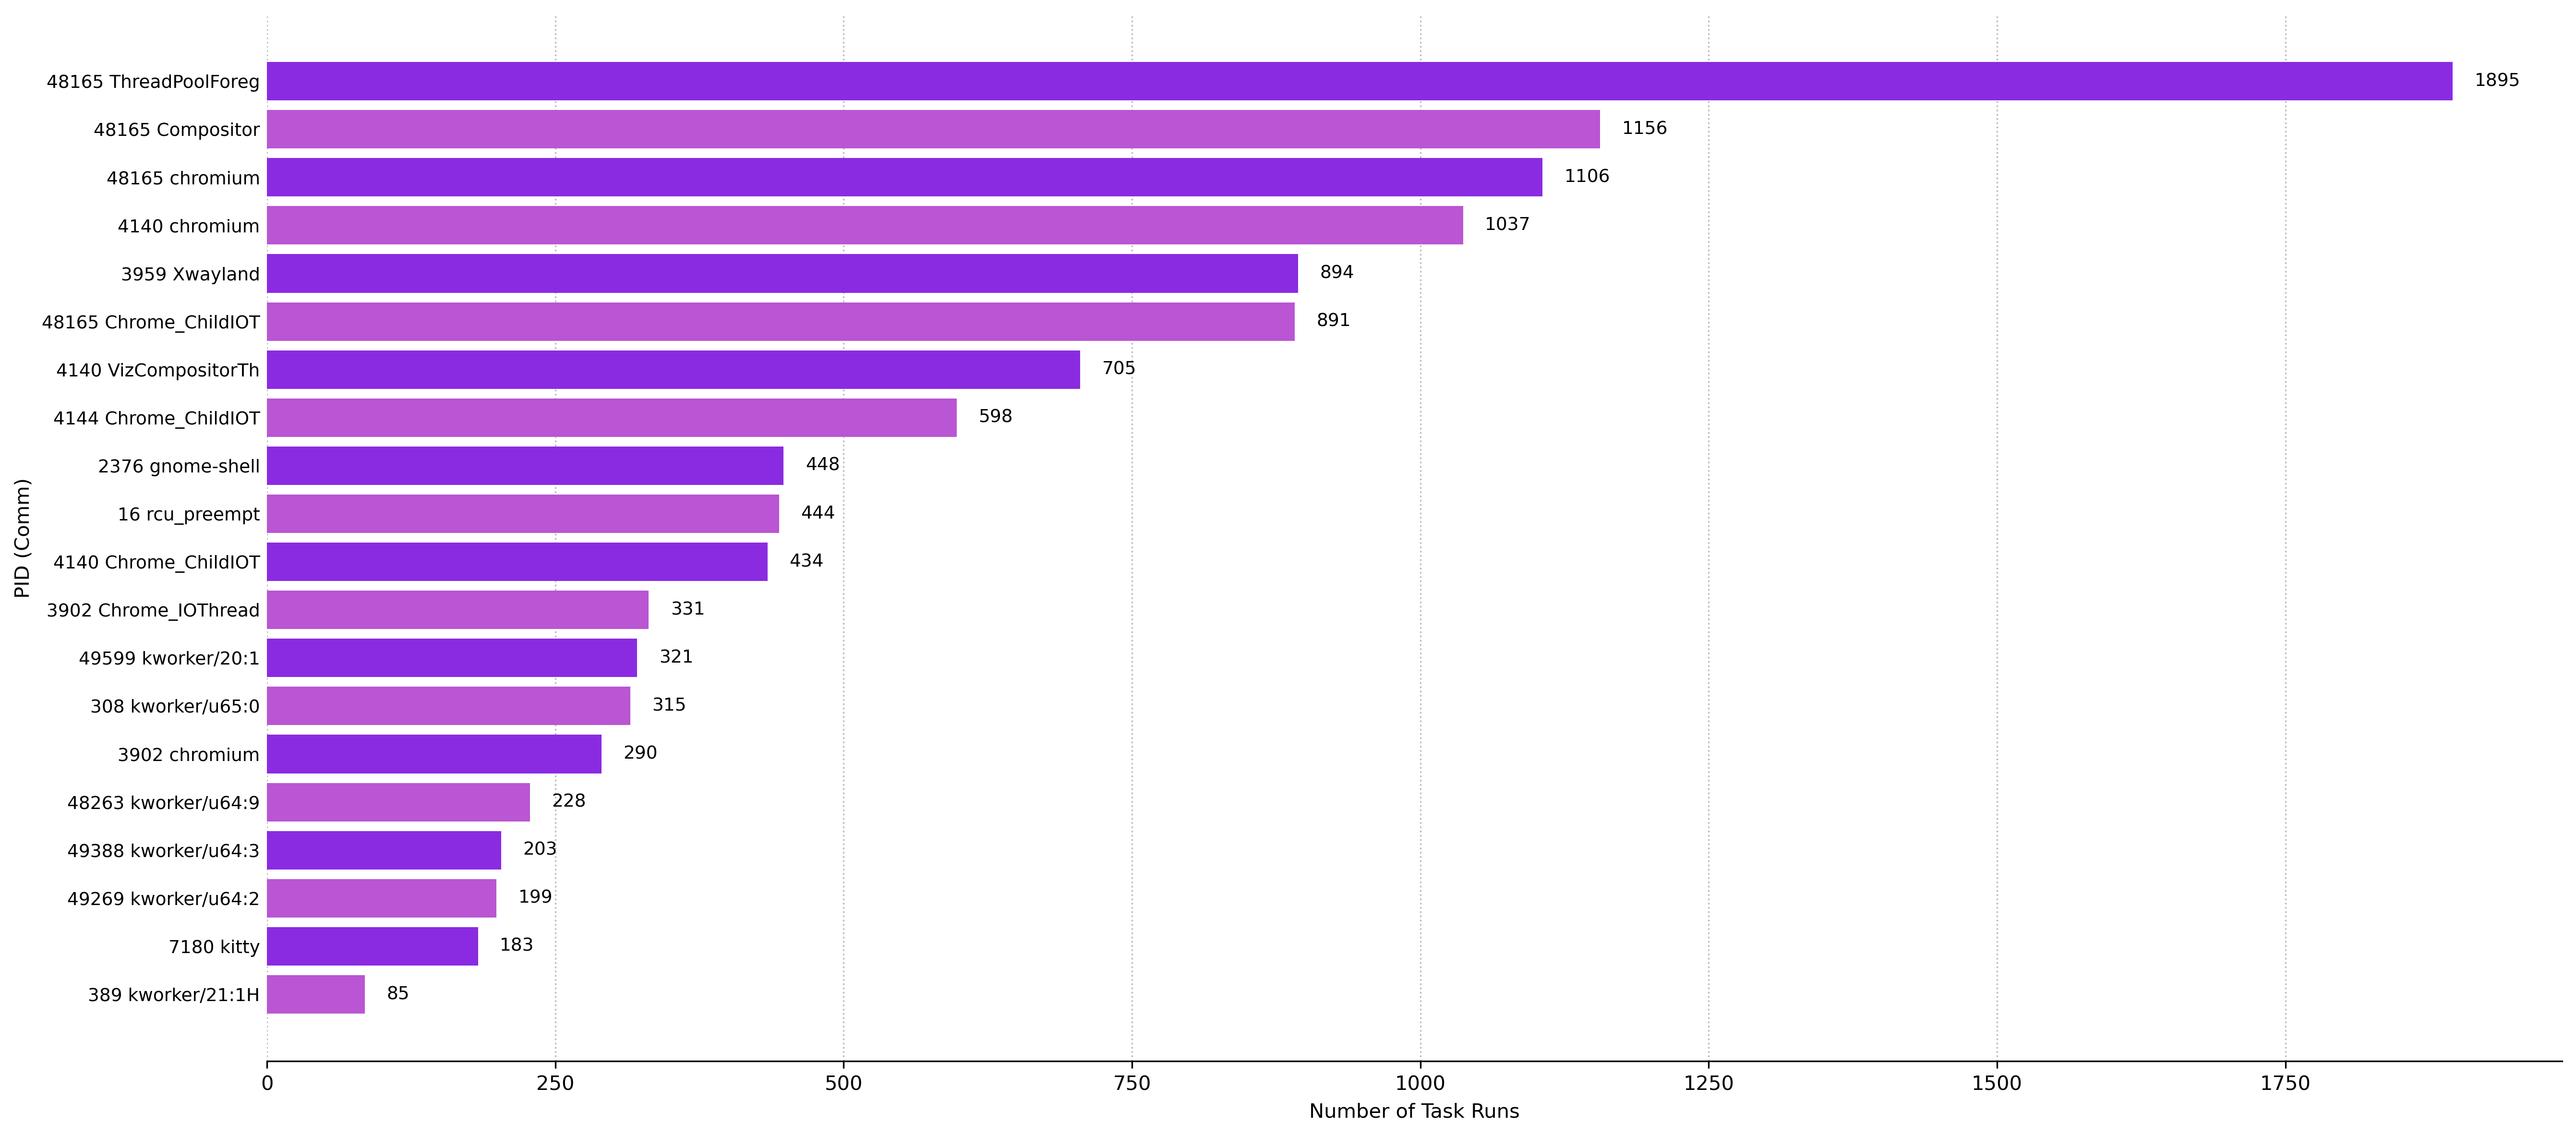 48165 ThreadPoolForeg 1895
48165 Compositor 1156
48165 chromium 1106
4140 chromium 1037
3959 Xwayland 894
48165 Chrome_ChildIOT 891
4140 VizCompositorTh 705
4144 Chrome_ChildIOT 598
2376 gnome-shell 448
16 rcu_preempt 444
4140 Chrome_ChildIOT 434
3902 Chrome_IOThread 331
49599 kworker/20:1 321
308 kworker/u65:0 315
3902 chromium 290
48263 kworker/u64:9 228
49388 kworker/u64:3 203
49269 kworker/u64:2 199
7180 kitty 183
389 kworker/21:1H 85
PID (Comm)
0 250 500 750 1000 1250 1500 1750
Number of Task Runs